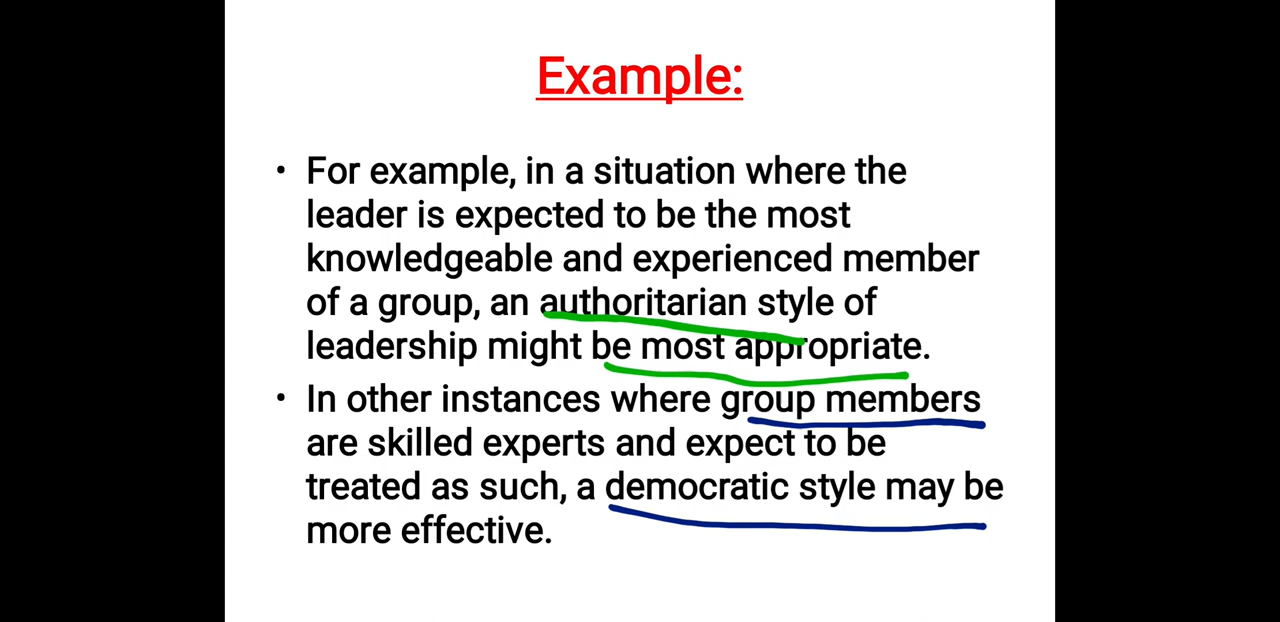 Example:
• For example, in a situation where the
leader is expected to be the most
knowledgeable and experienced member
of a group, an authoritarian style of
leadership might be most appropriate.
• In other instances where group members
are skilled experts and expect to be
treated as such, a democratic style may be
more effective.